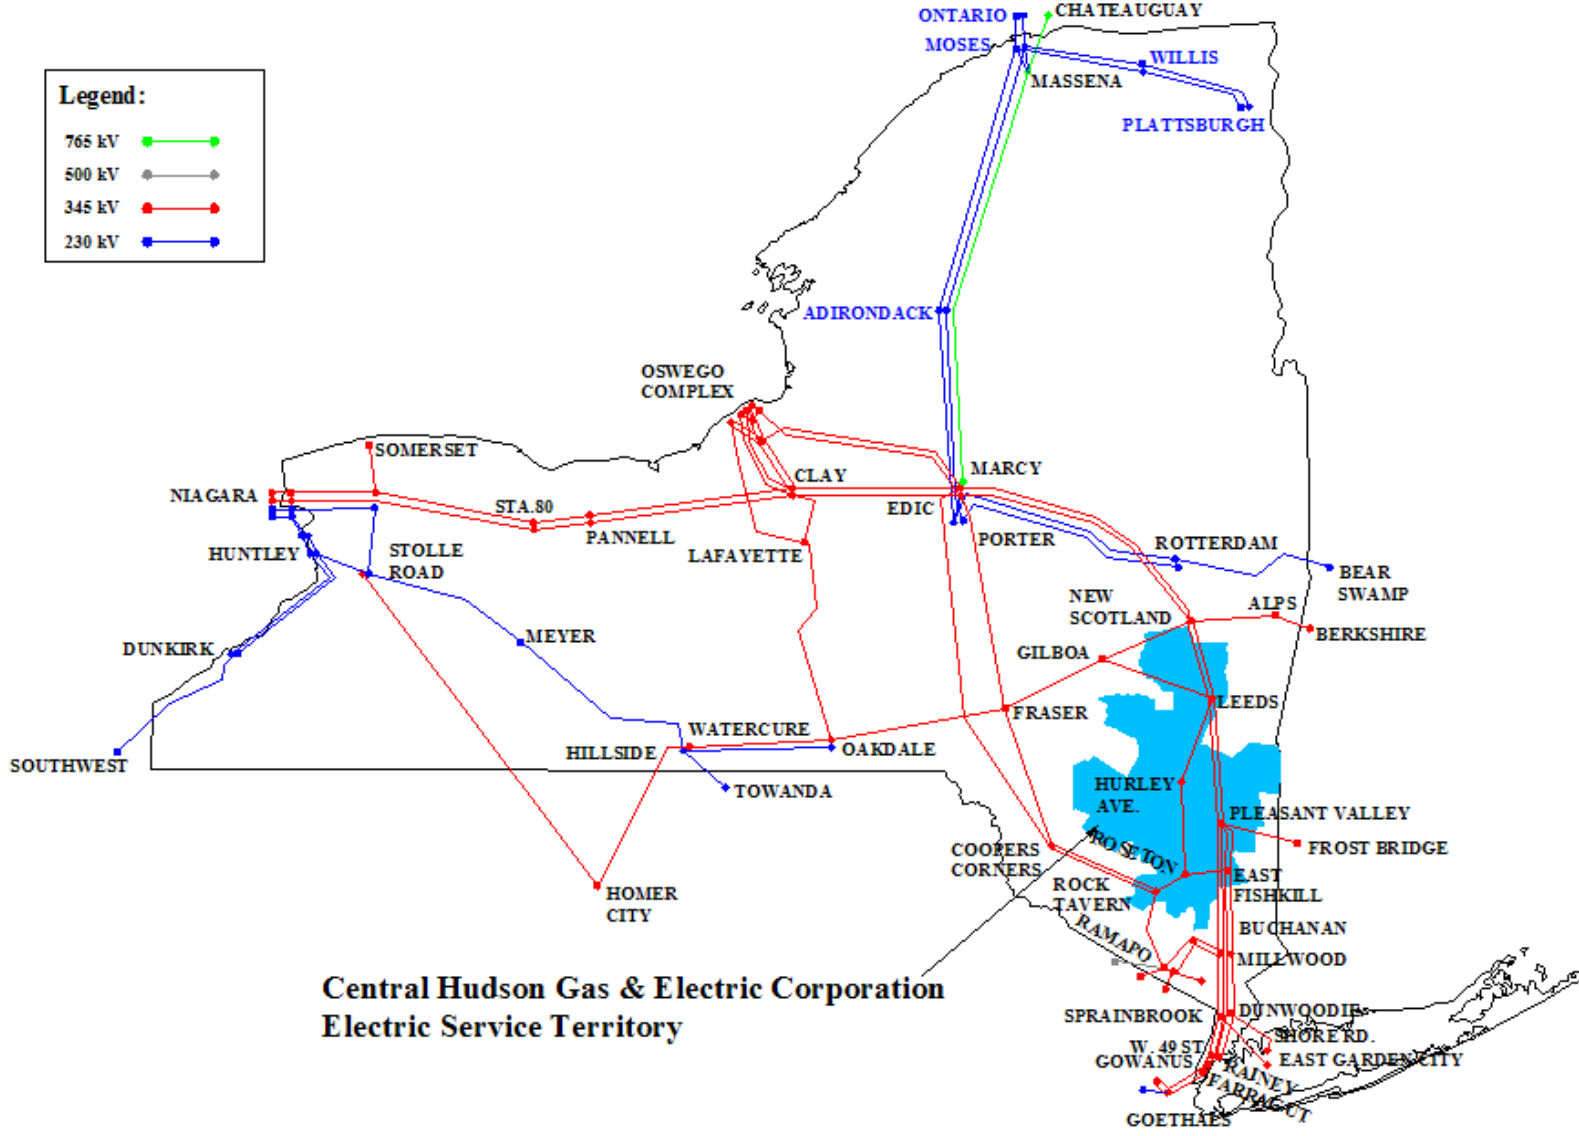 ONTARIO
CHATEAUGUAY
MOSES
WILLIS
MASSENA
PLATTSBURGH
Legend:
765 kV
500 kV
345 kV
230 kV
ADIRONDACK
OSWEGO
COMPLEX
SOMERSET
NIAGARA
STA.80
CLAY
MARCY
EDIC
PANNELL
PORTER
HUNTLEY
STOLLE
ROAD
LAFAYETTE
ROTTERDAM
BEAR
SWAMP
NEW
SCOTLAND
ALPS
BERKSHIRE
DUNKIRK
MEYER
GILBOA
LEEDS
FRASER
WATERCURE
HILLSIDE
OAKDALE
SOUTHWEST
TOWANDA
HURLEY
AVE.
PLEASANT VALLEY
ROSETON
FROST BRIDGE
COOPERS
CORNERS
ROCK
TAVERN
EAST
FISHKILL
HOMER
CITY
RAMAPO
BUCHANAN
MILLWOOD
Central Hudson Gas & Electric Corporation
Electric Service Territory
SPRAINBROOK
DUNWOODIE
SHORE RD.
W. 49 ST.
GOWANUS
EAST GARDEN CITY
RAINEY
FARRAGUT
GOETHALS